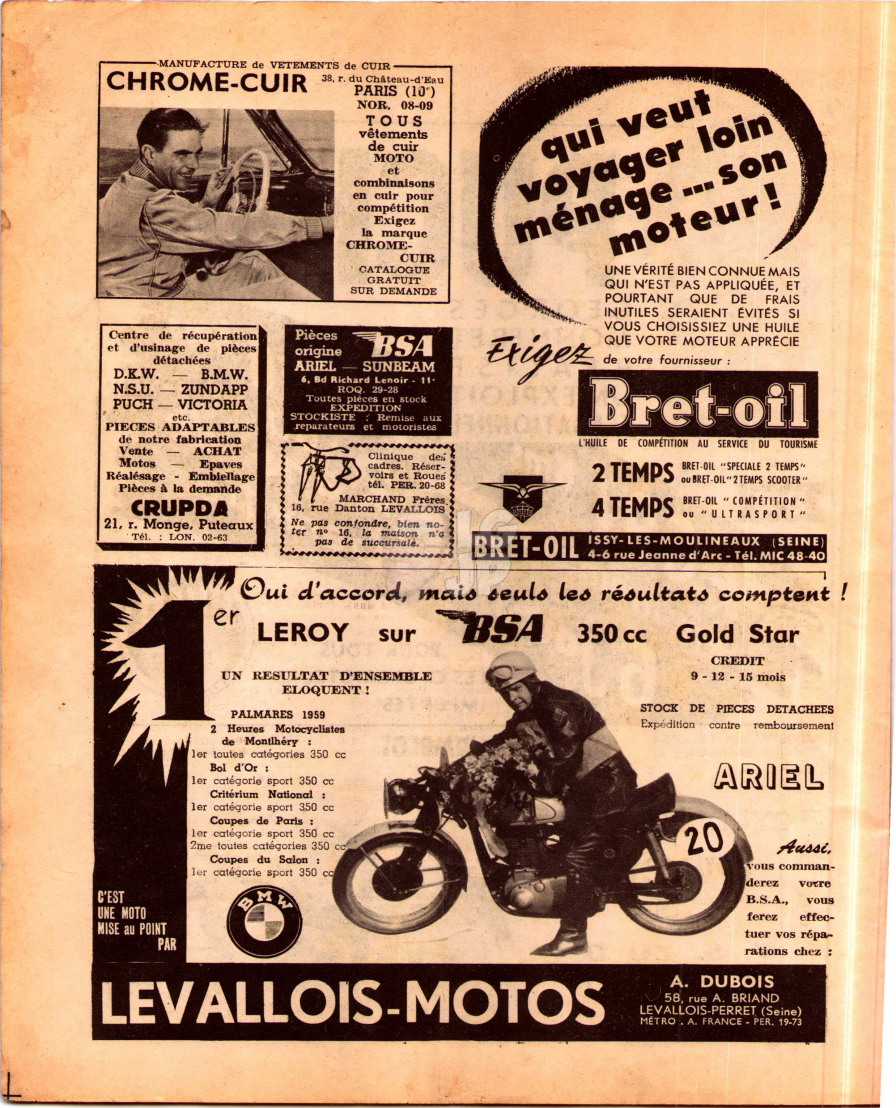 MANUFACTURE de VETEMENTS de CUIR
CHROME-CUIR
38, r. du Château-d'Eau
PARIS (10e)
NOR. 08-09
TOUS
vêtements
de cuir
MOTO
et
combinaisons
en cuir pour
compétition
Exigez
la marque
CHROME-
CUIR
CATALOGUE
GRATUIT
SUR DEMANDE
qui veut
voyager loin
ménage... son
moteur !
UNE VÉRITÉ BIEN CONNUE MAIS
QUI N'EST PAS APPLIQUÉE, ET
POURTANT QUE DE FRAIS
INUTILES SERAIENT ÉVITÉS SI
VOUS CHOISISSIEZ UNE HUILE
QUE VOTRE MOTEUR APPRÉCIE
Exigez de votre fournisseur :
Bret-oil
L'HUILE DE COMPÉTITION AU SERVICE DU TOURISME
2 TEMPS BRET-OIL "SPECIALE 2 TEMPS"
ou BRET-OIL "2 TEMPS SCOOTER"
4 TEMPS BRET-OIL "COMPÉTITION"
ou "ULTRASPORT"
BRET-OIL ISSY-LES-MOULINEAUX (SEINE)
4-6 rue Jeanne d'Arc - Tél. MIC 48-40
Centre de récupération
et d'usinage de pièces
détachées
D.K.W. — B.M.W.
N.S.U. — ZUNDAPP
PUCH — VICTORIA
etc.
PIECES ADAPTABLES
de notre fabrication
Vente — ACHAT
Motos — Epaves
Réalésage - Embiellage
Pièces à la demande
CRUPDA
21, r. Monge, Puteaux
Tél. : LON. 02-63
Pièces
origine BSA
ARIEL — SUNBEAM
6, Bd Richard Lenoir - 11e
ROQ. 29-28
Toutes pièces en stock
EXPEDITION
STOCKISTE : Remise aux
reparateurs et motoristes
Clinique des
cadres. Réser-
voirs et Roues
tél. PER. 20-68
MARCHAND Frères
16, rue Danton LEVALLOIS
Ne pas confondre, bien no-
ter n° 16, la maison n'a
pas de succursale.
Oui d'accord, mais seuls les résultats comptent !
1er
LEROY sur BSA 350 cc Gold Star
UN RESULTAT D'ENSEMBLE
ELOQUENT !
PALMARES 1959
2 Heures Motocyclistes
de Montlhéry :
1er toutes catégories 350 cc
Bol d'Or :
1er catégorie sport 350 cc
Critérium National :
1er catégorie sport 350 cc
Coupes de Paris :
1er catégorie sport 350 cc
2me toutes catégories 350 cc
Coupes du Salon :
1er catégorie sport 350 cc
CREDIT
9 - 12 - 15 mois
STOCK DE PIECES DETACHEES
Expédition contre remboursement
ARIEL
20
Aussi,
vous comman-
derez votre
B.S.A., vous
ferez effec-
tuer vos répa-
rations chez :
C'EST
UNE MOTO
MISE au POINT
PAR
BMW
LEVALLOIS-MOTOS
A. DUBOIS
58, rue A. BRIAND
LEVALLOIS-PERRET (Seine)
MÉTRO . A. FRANCE - PER. 19-73